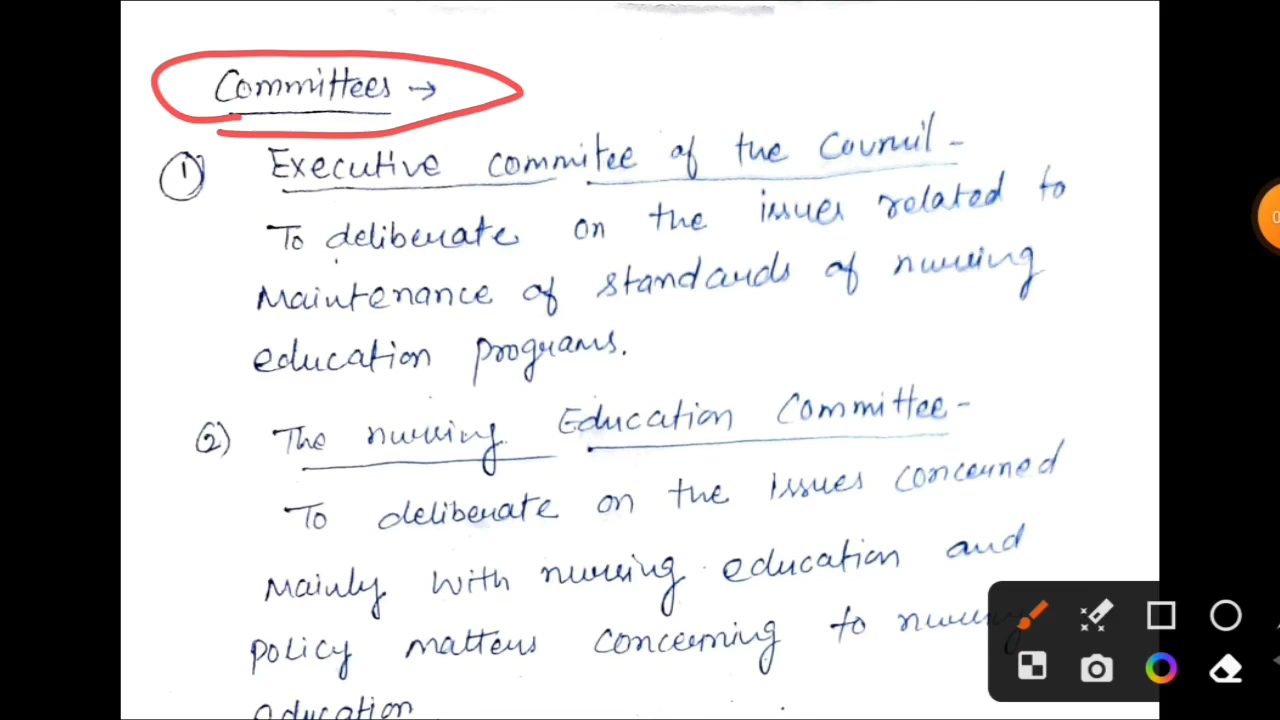 Committees →
① Executive commitee of the Council -
To deliberate on the issues related to
Maintenance of standards of nursing
education programs.
② The nursing Education Committee -
To deliberate on the issues concerned
Mainly with nursing education and
policy matters concerning to nursing
education